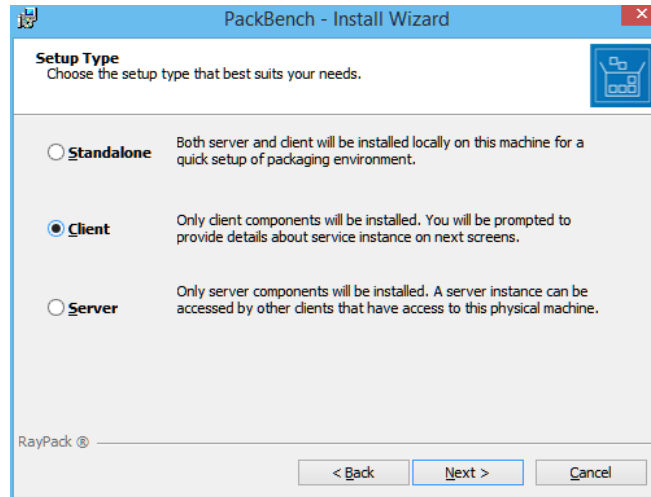 PackBench - Install Wizard
Setup Type
Choose the setup type that best suits your needs.
Standalone
Both server and client will be installed locally on this machine for a
quick setup of packaging environment.
Client
Only client components will be installed. You will be prompted to
provide details about service instance on next screens.
Server
Only server components will be installed. A server instance can be
accessed by other clients that have access to this physical machine.
RayPack ®
< Back
Next >
Cancel